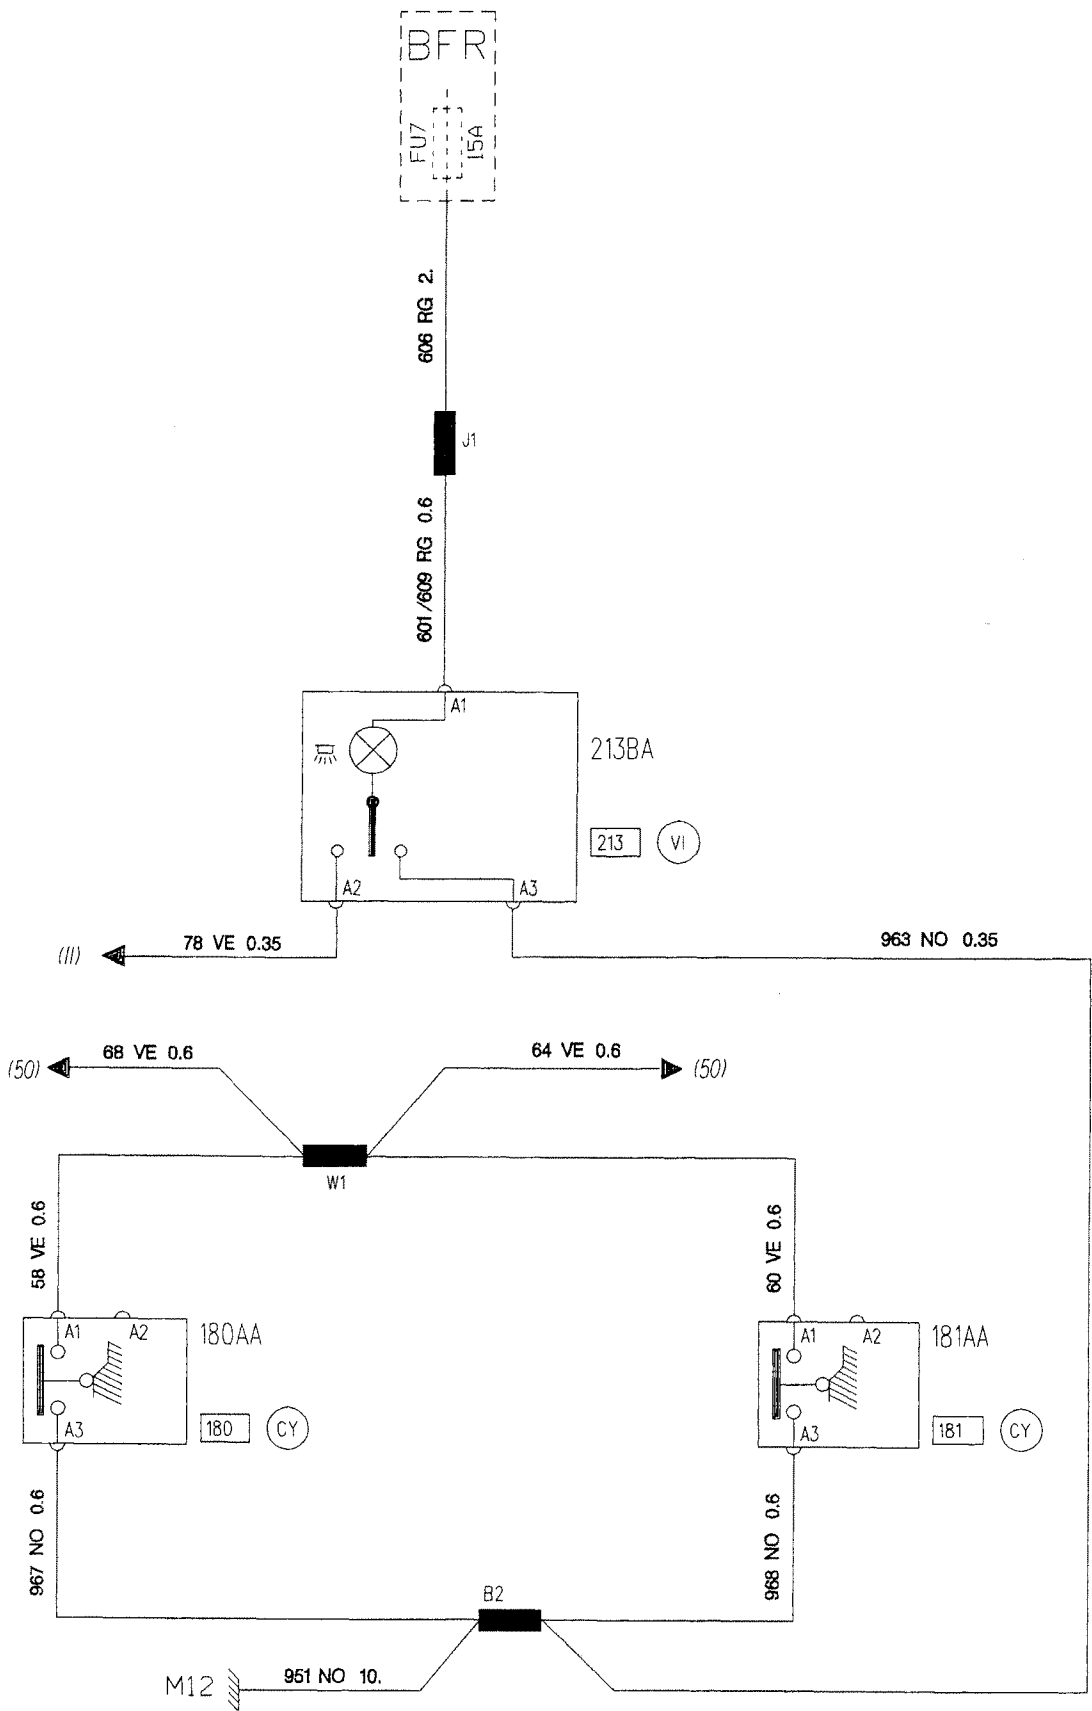 BFR
FU7
15A
606 RG 2.
J1
601/609 RG 0.6
A1
213BA
213
VI
A2
A3
(II)
78 VE 0.35
963 NO 0.35
(50)
68 VE 0.6
64 VE 0.6
(50)
W1
58 VE 0.6
60 VE 0.6
A1
A2
180AA
A3
180
CY
A1
A2
181AA
A3
181
CY
967 NO 0.6
968 NO 0.6
B2
M12
951 NO 10.